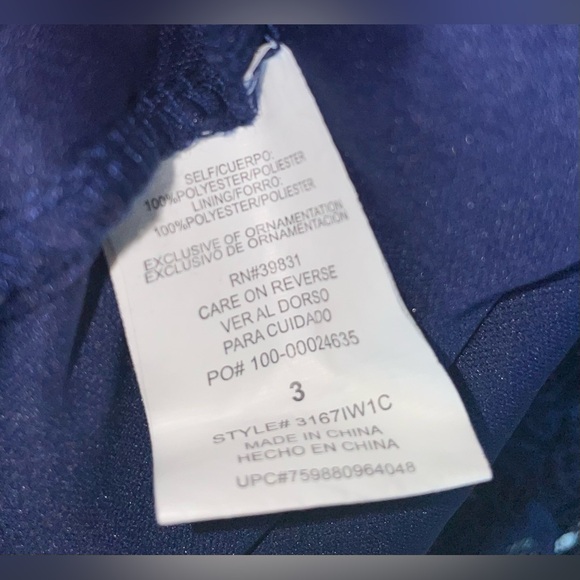 SELF/CUERPO:
100%POLYESTER/POLIESTER
LINING/FORRO:
100%POLYESTER/POLIESTER
EXCLUSIVE OF ORNAMENTATION
EXCLUSIVO DE ORNAMENTACIÓN
RN#39831
CARE ON REVERSE
VER AL DORSO
PARA CUIDADO
PO# 100-00024635
3
STYLE# 3167IW1C
MADE IN CHINA
HECHO EN CHINA
UPC#759880964048